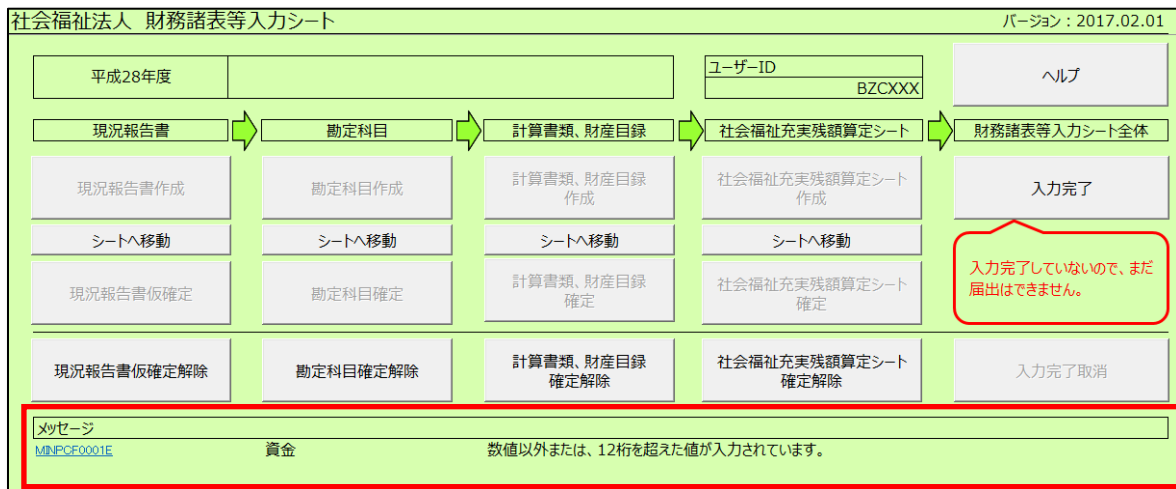 社会福祉法人 財務諸表等入力シート
バージョン：2017.02.01
平成28年度
ユーザーID
BZCXXX
ヘルプ
現況報告書
勘定科目
計算書類、財産目録
社会福祉充実残額算定シート
財務諸表等入力シート全体
現況報告書作成
勘定科目作成
計算書類、財産目録
作成
社会福祉充実残額算定シート
作成
入力完了
シートへ移動
シートへ移動
シートへ移動
シートへ移動
入力完了していないので、まだ
届出はできません。
現況報告書仮確定
勘定科目確定
計算書類、財産目録
確定
社会福祉充実残額算定シート
確定
現況報告書仮確定解除
勘定科目確定解除
計算書類、財産目録
確定解除
社会福祉充実残額算定シート
確定解除
入力完了取消
メッセージ
MINPCF0001E 資金 数値以外または、12桁を超えた値が入力されています。